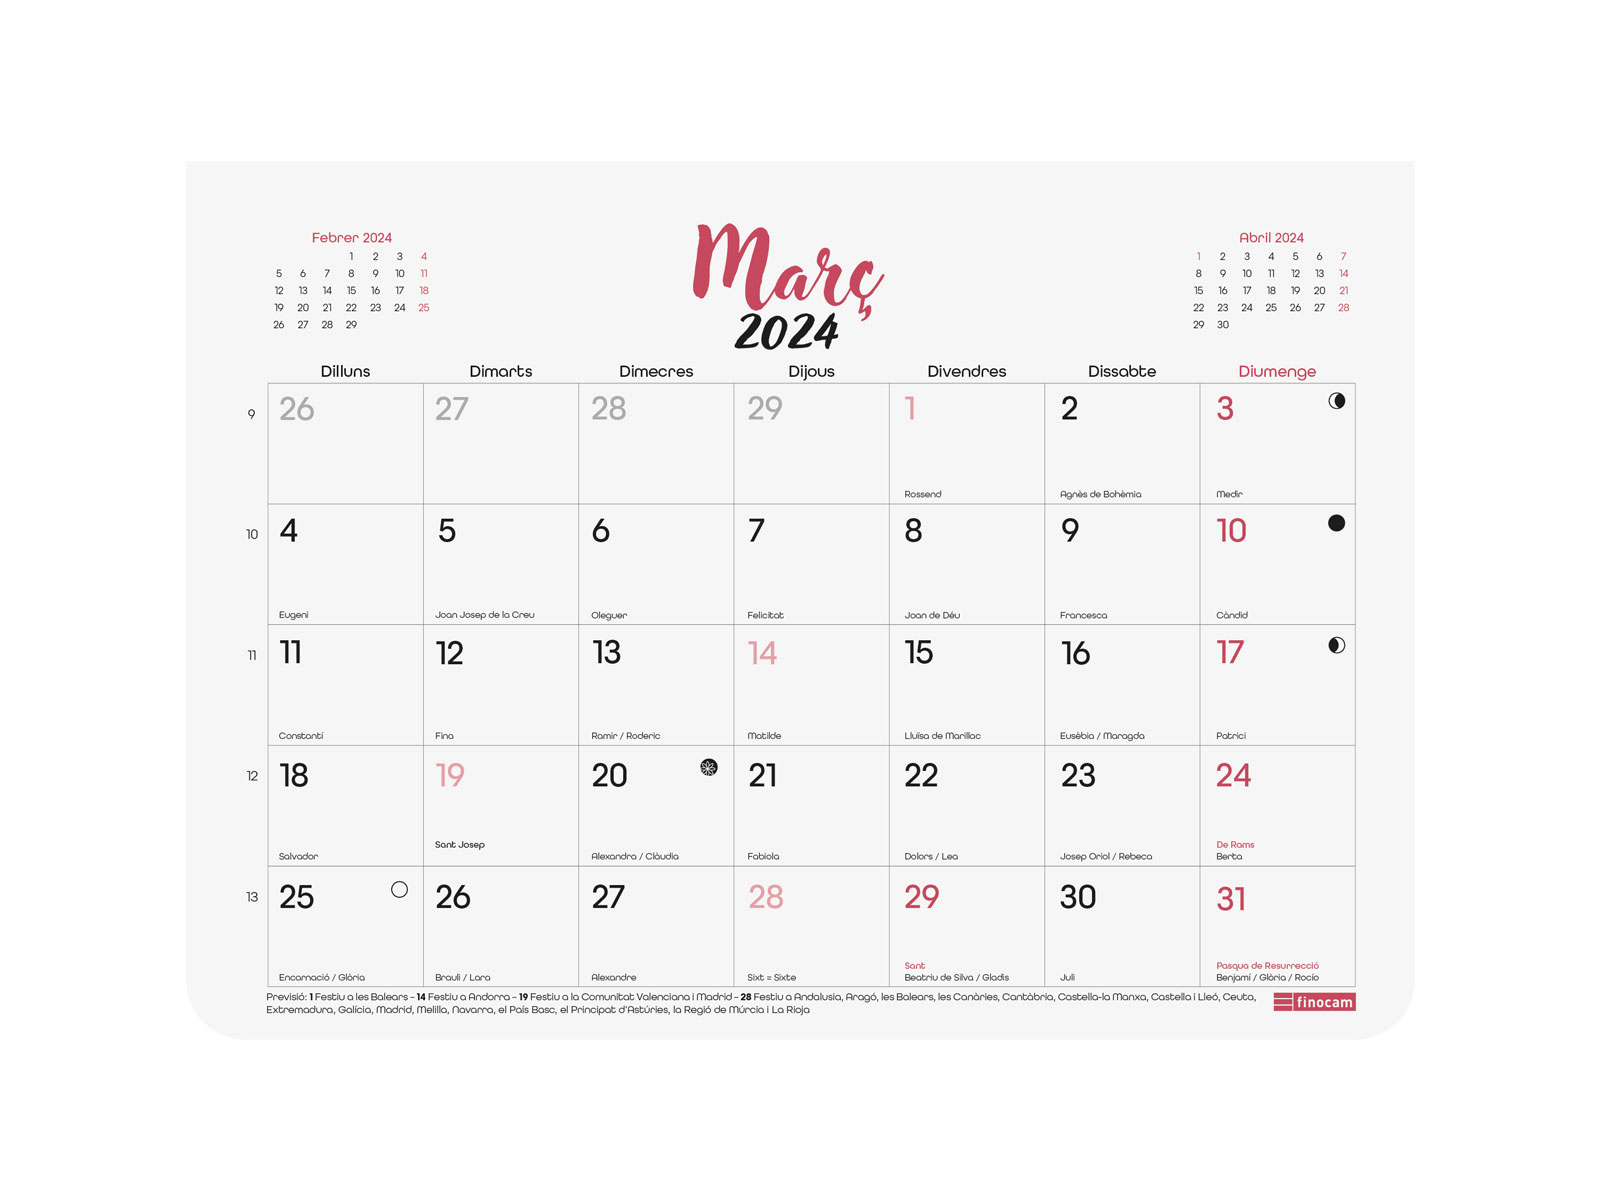 Febrer 2024
1 2 3 4
5 6 7 8 9 10 11
12 13 14 15 16 17 18
19 20 21 22 23 24 25
26 27 28 29
Març
2024
Abril 2024
1 2 3 4 5 6 7
8 9 10 11 12 13 14
15 16 17 18 19 20 21
22 23 24 25 26 27 28
29 30
Dilluns Dimarts Dimecres Dijous Divendres Dissabte Diumenge
9 26 27 28 29 1 2 3
Rossend Agnès de Bohèmia Medir
10 4 5 6 7 8 9 10
Eugeni Joan Josep de la Creu Oleguer Felicitat Joan de Déu Francesca Càndid
11 11 12 13 14 15 16 17
Constantí Fina Ramir / Roderic Matilde Lluïsa de Marillac Eusèbia / Maragda Patrici
12 18 19 20 21 22 23 24
Sant Josep De Rams
Salvador Alexandra / Clàudia Fabiola Dolors / Lea Josep Oriol / Rebeca Berta
13 25 26 27 28 29 30 31
Sant Pasqua de Resurrecció
Encarnació / Glòria Brauli / Lara Alexandre Sixt = Sixte Beatriu de Silva / Gladis Juli Benjamí / Glòria / Rocío
Previsió: 1 Festiu a les Balears – 14 Festiu a Andorra – 19 Festiu a la Comunitat Valenciana i Madrid – 28 Festiu a Andalusia, Aragó, les Balears, les Canàries, Cantàbria, Castella-la Manxa, Castella i Lleó, Ceuta,
Extremadura, Galícia, Madrid, Melilla, Navarra, el País Basc, el Principat d'Astúries, la Regió de Múrcia i La Rioja
finocam